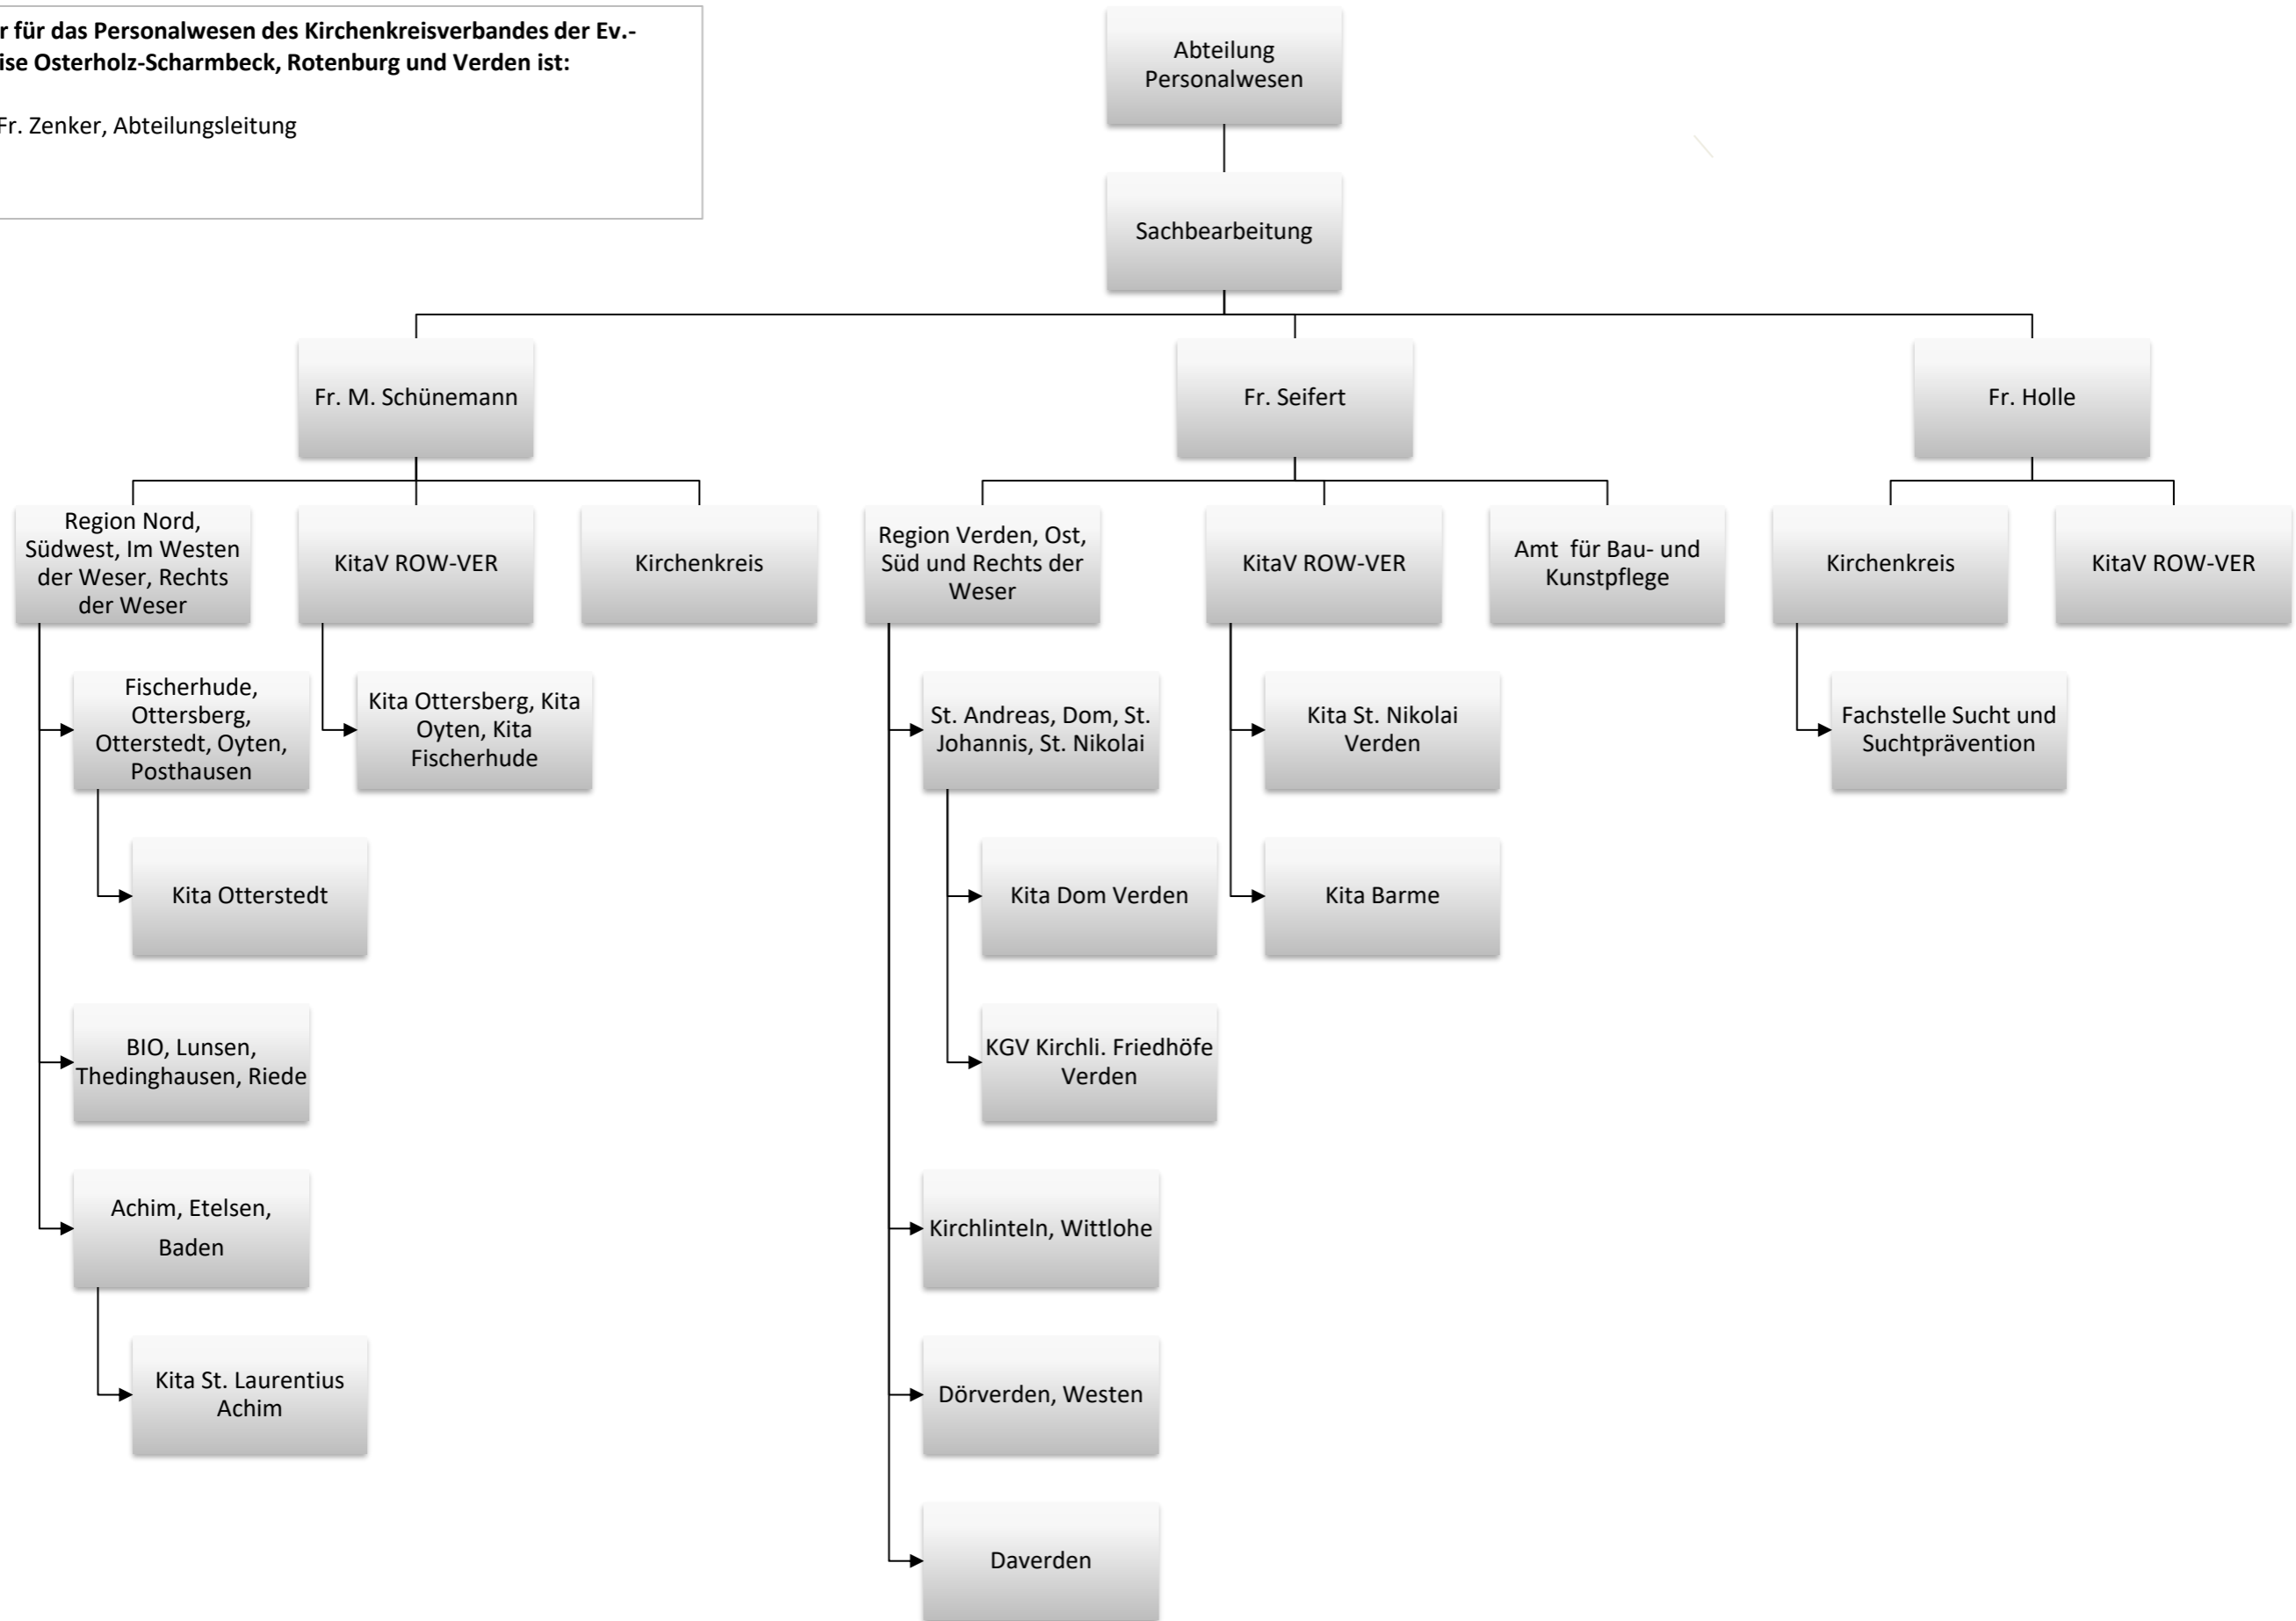 r für das Personalwesen des Kirchenkreisverbandes der Ev.-
ise Osterholz-Scharmbeck, Rotenburg und Verden ist:
Fr. Zenker, Abteilungsleitung
Abteilung
Personalwesen
Sachbearbeitung
Fr. M. Schünemann
Fr. Seifert
Fr. Holle
Region Nord,
Südwest, Im Westen
der Weser, Rechts
der Weser
KitaV ROW-VER
Kirchenkreis
Region Verden, Ost,
Süd und Rechts der
Weser
KitaV ROW-VER
Amt  für Bau- und
Kunstpflege
Kirchenkreis
KitaV ROW-VER
Fischerhude,
Ottersberg,
Otterstedt, Oyten,
Posthausen
Kita Ottersberg, Kita
Oyten, Kita
Fischerhude
St. Andreas, Dom, St.
Johannis, St. Nikolai
Kita St. Nikolai
Verden
Fachstelle Sucht und
Suchtprävention
Kita Otterstedt
Kita Dom Verden
Kita Barme
BIO, Lunsen,
Thedinghausen, Riede
KGV Kirchli. Friedhöfe
Verden
Achim, Etelsen,
Baden
Kirchlinteln, Wittlohe
Kita St. Laurentius
Achim
Dörverden, Westen
Daverden